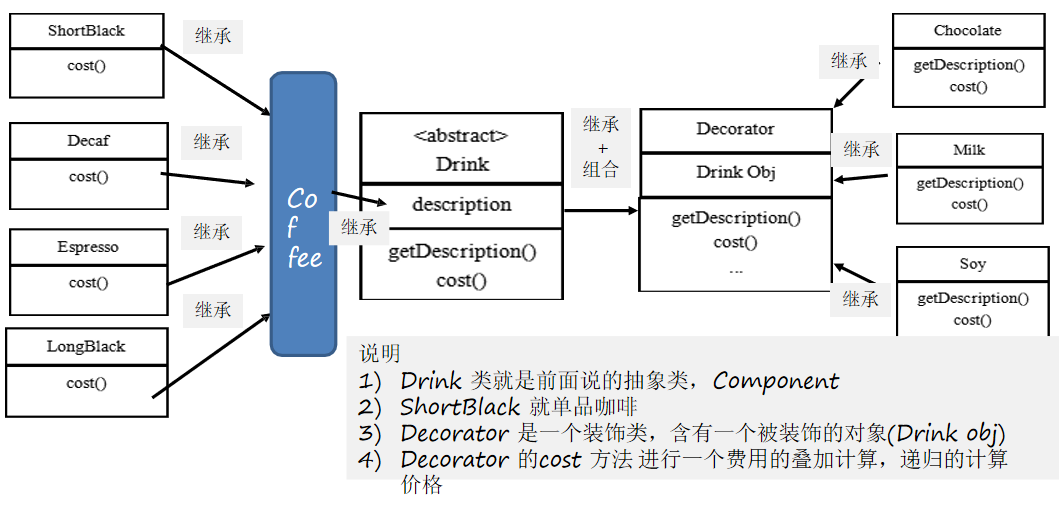 ShortBlack
cost()
继承
Decaf
cost()
继承
Espresso
cost()
继承
LongBlack
cost()
继承
Co
f
fee
继承
<abstract>
Drink
description
getDescription()
cost()
继承
+
组合
Decorator
Drink Obj
getDescription()
cost()
...
继承
Chocolate
getDescription()
cost()
继承
Milk
getDescription()
cost()
继承
Soy
getDescription()
cost()
说明
1) Drink 类就是前面说的抽象类，Component
2) ShortBlack 就单品咖啡
3) Decorator 是一个装饰类，含有一个被装饰的对象(Drink obj)
4) Decorator 的cost 方法 进行一个费用的叠加计算，递归的计算
价格